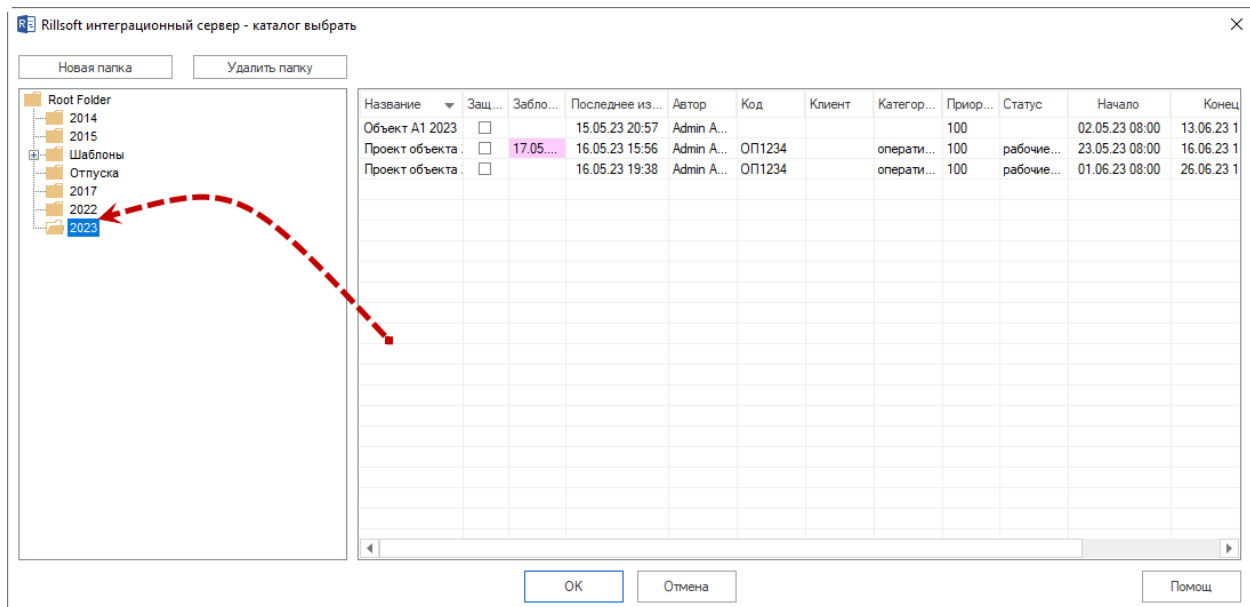 Rillsoft интеграционный сервер - каталог выбрать
Новая папка Удалить папку
Root Folder
2014
2015
Шаблоны
Отпуска
2017
2022
2023
Название Защ... Забло... Последнее из... Автор Код Клиент Категор... Приор... Статус Начало Конец
Объект А1 2023 15.05.23 20:57 Admin A... 100 02.05.23 08:00 13.06.23 1
Проект объекта 17.05.... 16.05.23 15:56 Admin A... ОП1234 операти... 100 рабочие... 23.05.23 08:00 16.06.23 1
Проект объекта 16.05.23 19:38 Admin A... ОП1234 операти... 100 рабочие... 01.06.23 08:00 26.06.23 1
OK Отмена Помощ